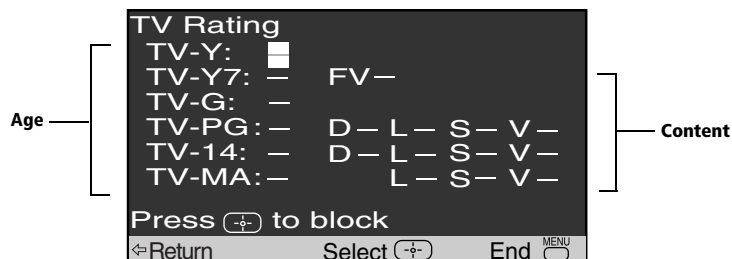 TV Rating
TV-Y: –
TV-Y7: – FV–
TV-G: –
TV-PG: – D– L– S– V–
TV-14: – D– L– S– V–
TV-MA: – L– S– V–
Press to block
Return Select End MENU
Age
Content